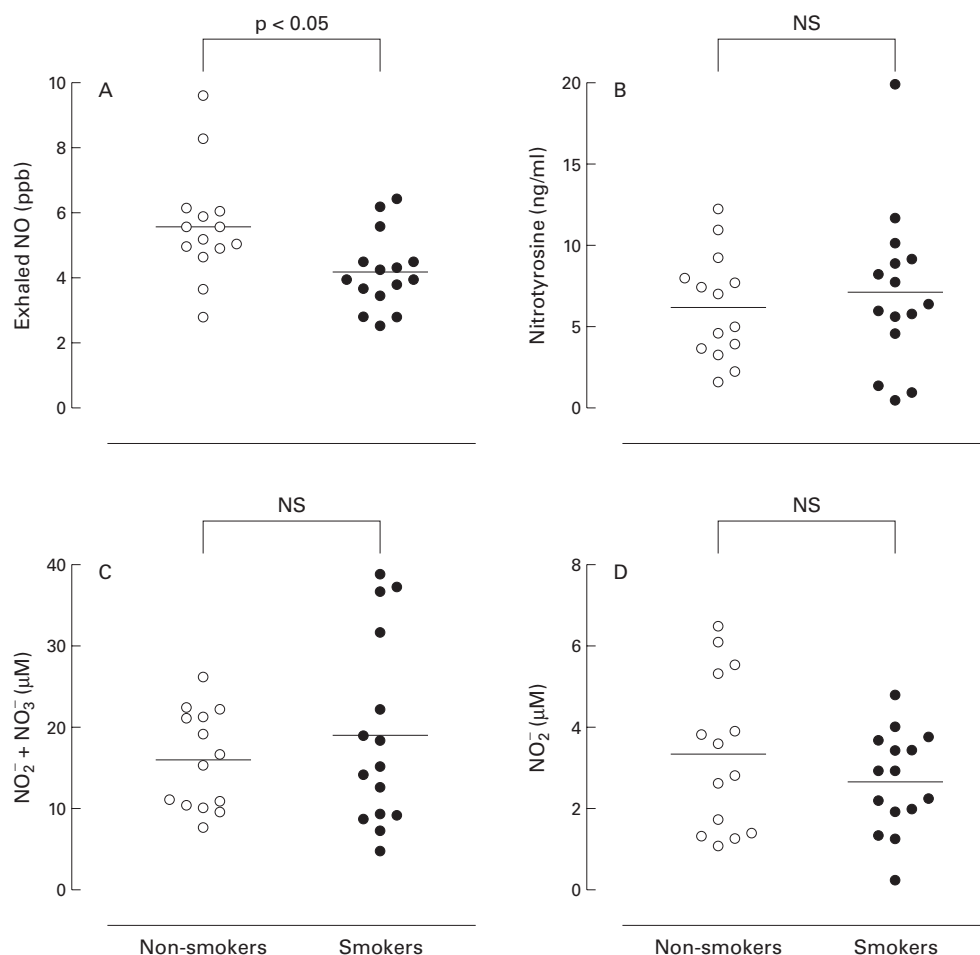 p < 0.05
A
Exhaled NO (ppb)
10
8
6
4
2
0
NS
B
Nitrotyrosine (ng/ml)
20
15
10
5
0
NS
C
NO₂⁻ + NO₃⁻ (μM)
40
30
20
10
0
Non-smokers Smokers
NS
D
NO₂⁻ (μM)
8
6
4
2
0
Non-smokers Smokers